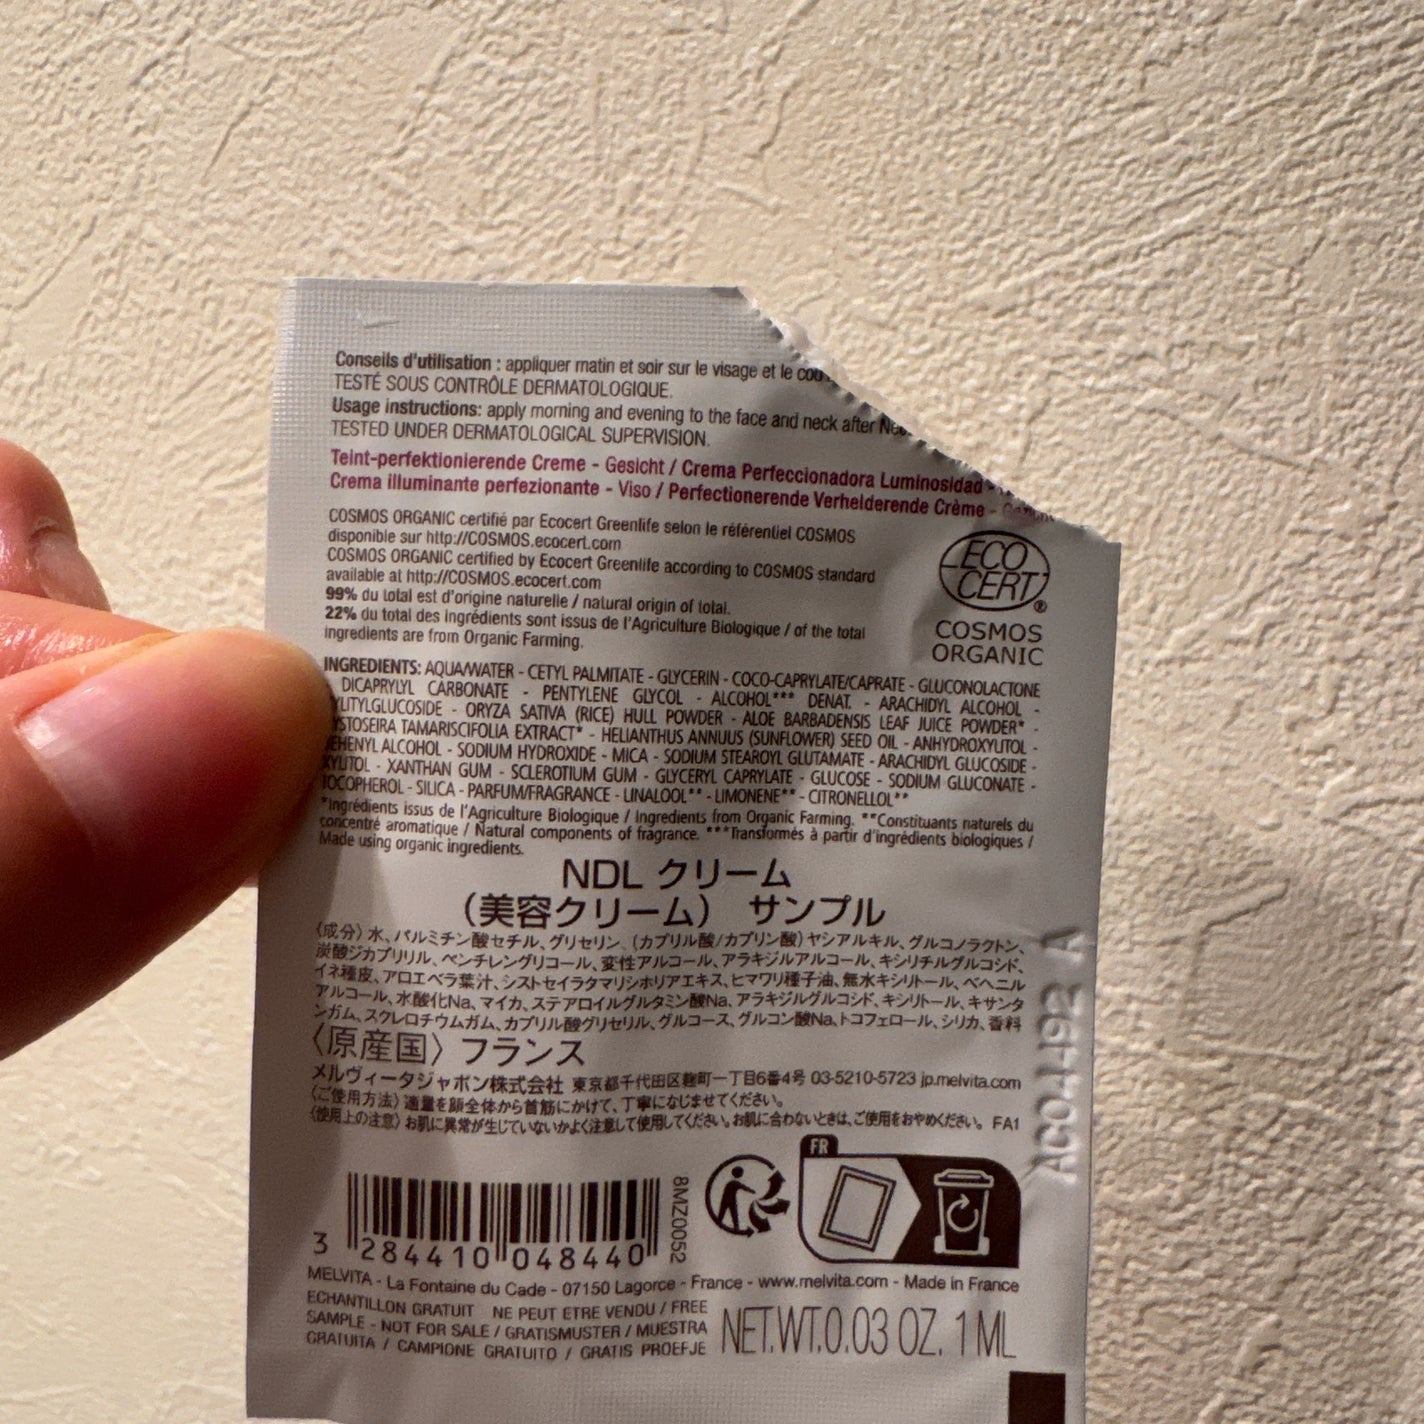 Conseils d'utilisation : appliquer matin et soir sur le visage et le cou
TESTÉ SOUS CONTRÔLE DERMATOLOGIQUE.
Usage instructions: apply morning and evening to the face and neck after
TESTED UNDER DERMATOLOGICAL SUPERVISION.
Teint-perfektionierende Creme - Gesicht / Crema Perfeccionadora Luminosidad -
Crema illuminante perfezionante - Viso / Perfectionerende Verhelderende Crème -
COSMOS ORGANIC certifié par Ecocert Greenlife selon le référentiel COSMOS
disponible sur http://COSMOS.ecocert.com
COSMOS ORGANIC certified by Ecocert Greenlife according to COSMOS standard
available at http://COSMOS.ecocert.com
99% du total est d'origine naturelle / natural origin of total.
22% du total des ingrédients sont issus de l'Agriculture Biologique / of the total
ingredients are from Organic Farming.
ECO
CERT®
COSMOS
ORGANIC
INGREDIENTS: AQUA/WATER - CETYL PALMITATE - GLYCERIN - COCO-CAPRYLATE/CAPRATE - GLUCONOLACTONE
DICAPRYLYL CARBONATE - PENTYLENE GLYCOL - ALCOHOL*** DENAT. - ARACHIDYL ALCOHOL -
YLITYLGLUCOSIDE - ORYZA SATIVA (RICE) HULL POWDER - ALOE BARBADENSIS LEAF JUICE POWDER* -
YSTOSEIRA TAMARISCIFOLIA EXTRACT* - HELIANTHUS ANNUUS (SUNFLOWER) SEED OIL - ANHYDROXYLITOL -
EHENYL ALCOHOL - SODIUM HYDROXIDE - MICA - SODIUM STEAROYL GLUTAMATE - ARACHIDYL GLUCOSIDE -
XYLITOL - XANTHAN GUM - SCLEROTIUM GUM - GLYCERYL CAPRYLATE - GLUCOSE - SODIUM GLUCONATE -
TOCOPHEROL - SILICA - PARFUM/FRAGRANCE - LINALOOL** - LIMONENE** - CITRONELLOL**
*Ingrédients issus de l'Agriculture Biologique / Ingredients from Organic Farming. **Constituants naturels du
concentré aromatique / Natural components of fragrance. ***Transformés à partir d'ingrédients biologiques /
Made using organic ingredients.
NDL クリーム
（美容クリーム） サンプル
〈成分〉水、パルミチン酸セチル、グリセリン、（カプリル酸/カプリン酸）ヤシアルキル、グルコノラクトン、
炭酸ジカプリリル、ペンチレングリコール、変性アルコール、アラキジルアルコール、キシリチルグルコシド、
イネ種皮、アロエベラ葉汁、シストセイラタマリシホリアエキス、ヒマワリ種子油、無水キシリトール、ベヘニル
アルコール、水酸化Na、マイカ、ステアロイルグルタミン酸Na、アラキジルグルコシド、キシリトール、キサンタ
ンガム、スクレロチウムガム、カプリル酸グリセリル、グルコース、グルコン酸Na、トコフェロール、シリカ、香料
〈原産国〉フランス
メルヴィータジャポン株式会社 東京都千代田区麹町一丁目6番4号 03-5210-5723 jp.melvita.com
〈ご使用方法〉適量を顔全体から首筋にかけて、丁寧になじませてください。
〈使用上の注意〉お肌に異常が生じていないかよく注意して使用してください。お肌に合わないときは、ご使用をおやめください。 FA1
AC04492 A
FR
8MZ0052
3 284410 048440
MELVITA - La Fontaine du Cade - 07150 Lagorce - France - www.melvita.com - Made in France
ECHANTILLON GRATUIT NE PEUT ETRE VENDU / FREE
SAMPLE - NOT FOR SALE / GRATISMUSTER / MUESTRA
GRATUITA / CAMPIONE GRATUITO / GRATIS PROEFJE
NET.WT.0.03 OZ. 1 ML